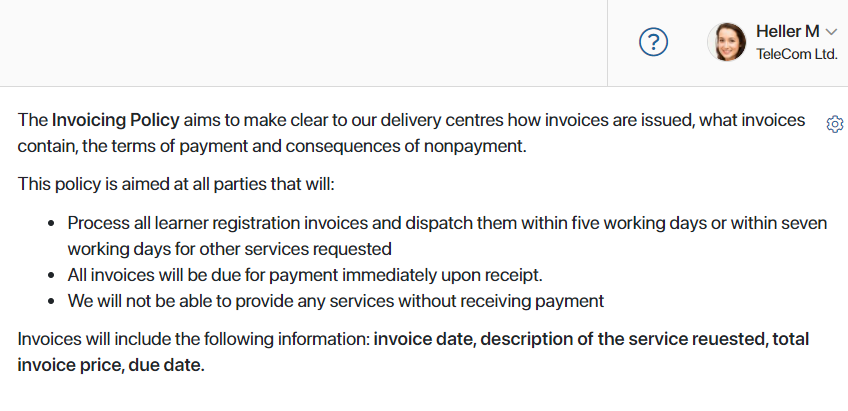 Heller M
TeleCom Ltd.
The Invoicing Policy aims to make clear to our delivery centres how invoices are issued, what invoices
contain, the terms of payment and consequences of nonpayment.
This policy is aimed at all parties that will:
• Process all learner registration invoices and dispatch them within five working days or within seven
working days for other services requested
• All invoices will be due for payment immediately upon receipt.
• We will not be able to provide any services without receiving payment
Invoices will include the following information: invoice date, description of the service reuested, total
invoice price, due date.